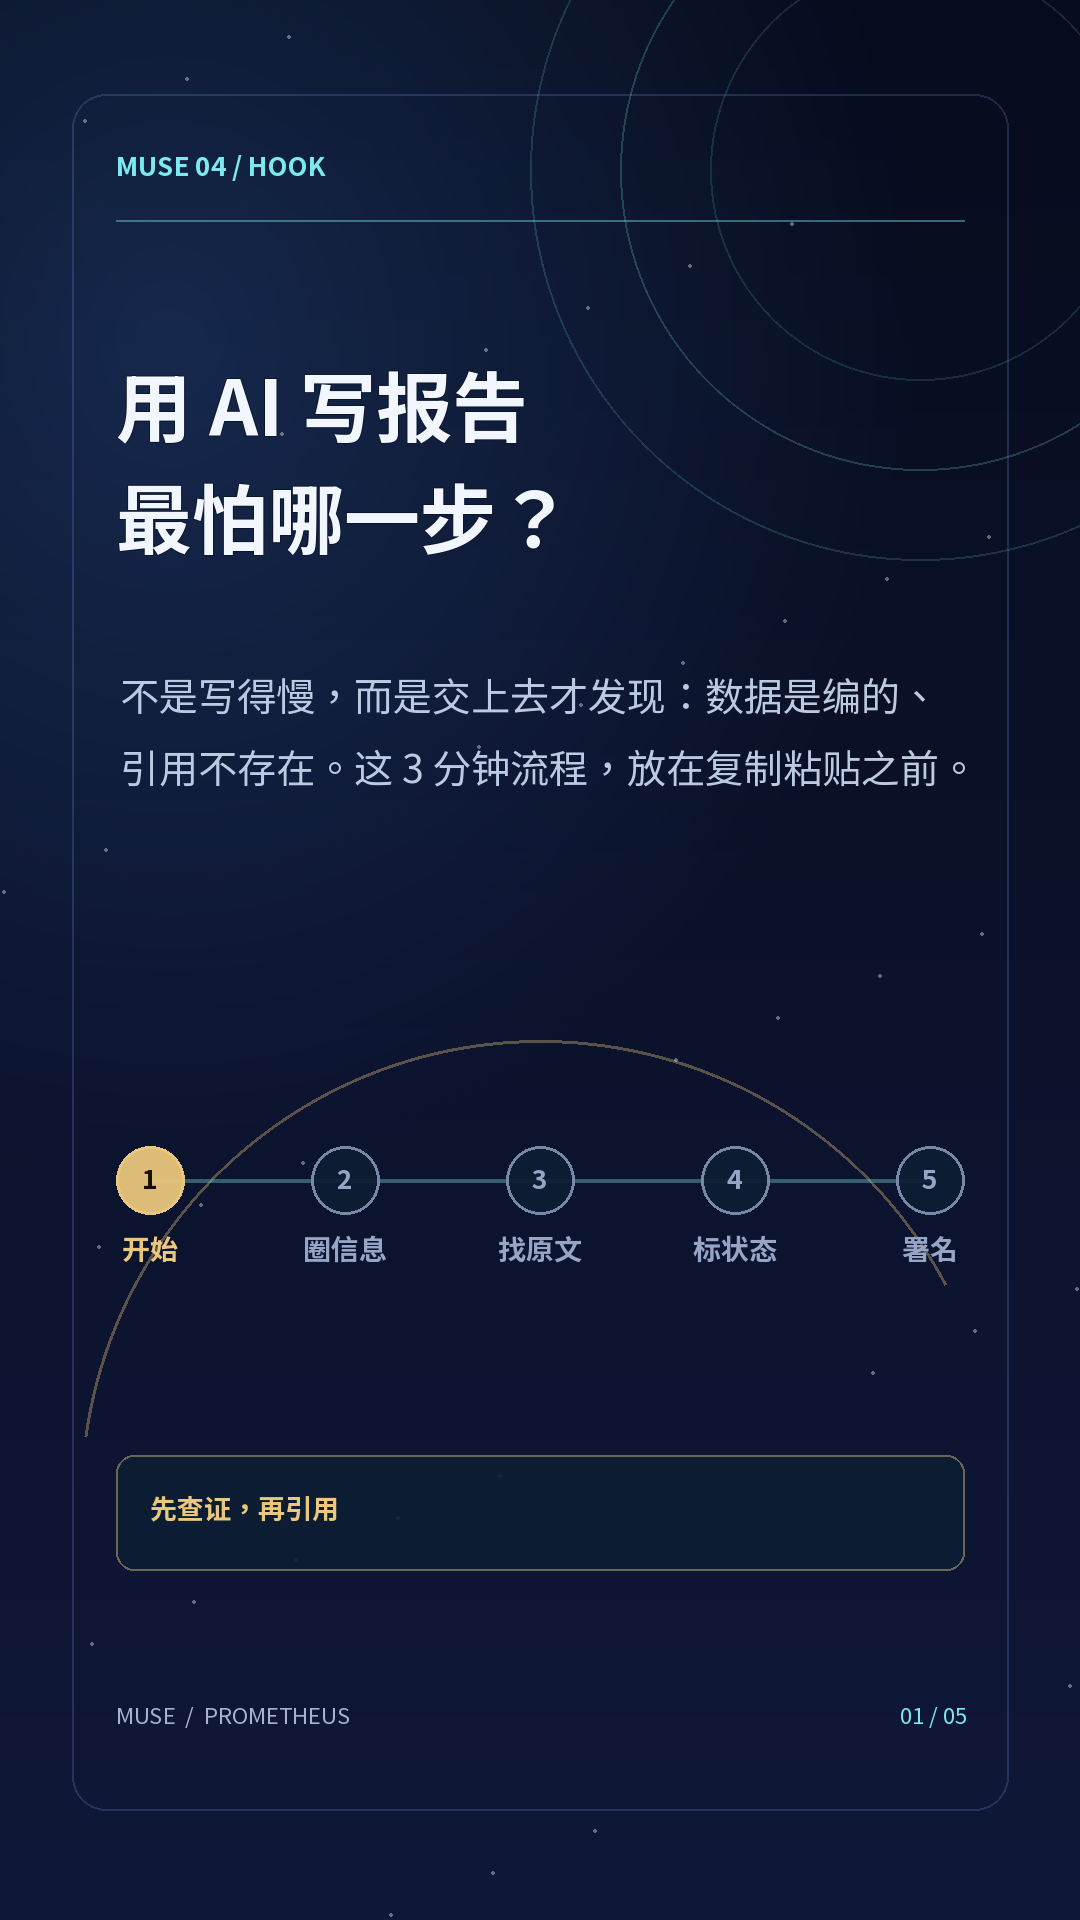 MUSE 04 / HOOK
用 AI 写报告
最怕哪一步？
不是写得慢，而是交上去才发现：数据是编的、
引用不存在。这 3 分钟流程，放在复制粘贴之前。
1 2 3 4 5
开始 圈信息 找原文 标状态 署名
先查证，再引用
MUSE / PROMETHEUS
01 / 05